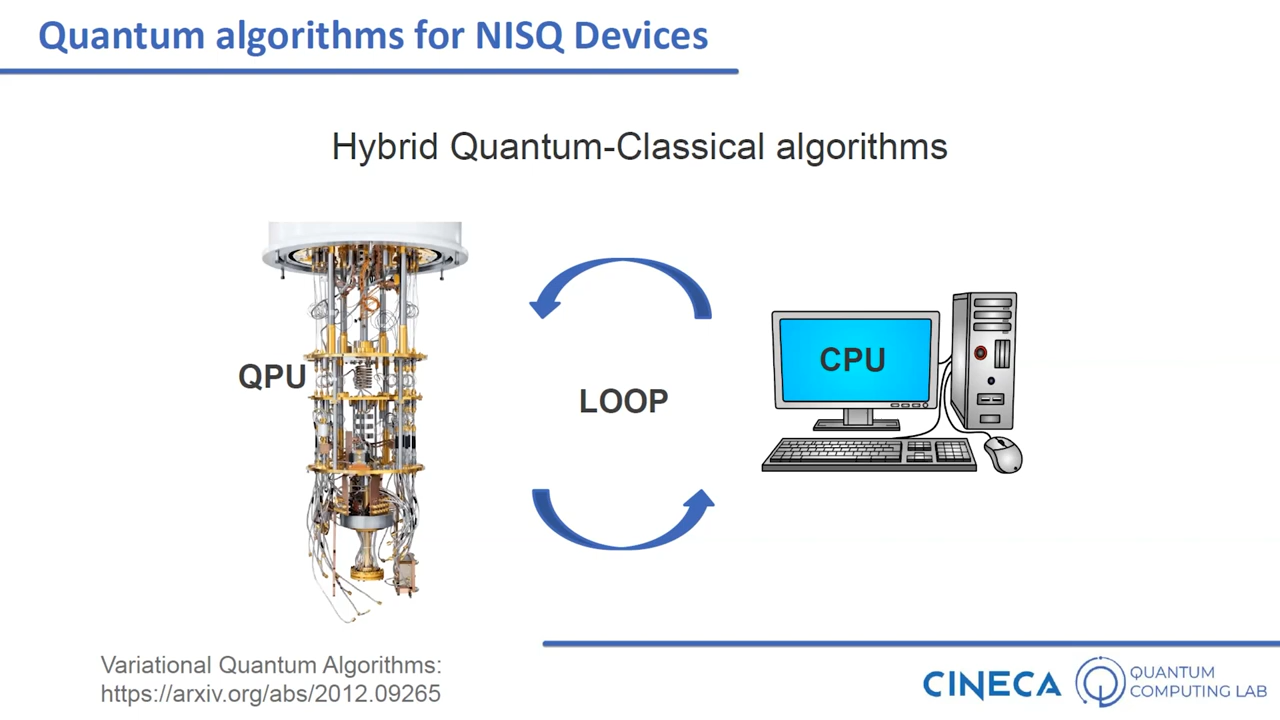 Quantum algorithms for NISQ Devices
Hybrid Quantum-Classical algorithms
QPU
LOOP
CPU
Variational Quantum Algorithms:
https://arxiv.org/abs/2012.09265
CINECA
QUANTUM
COMPUTING LAB